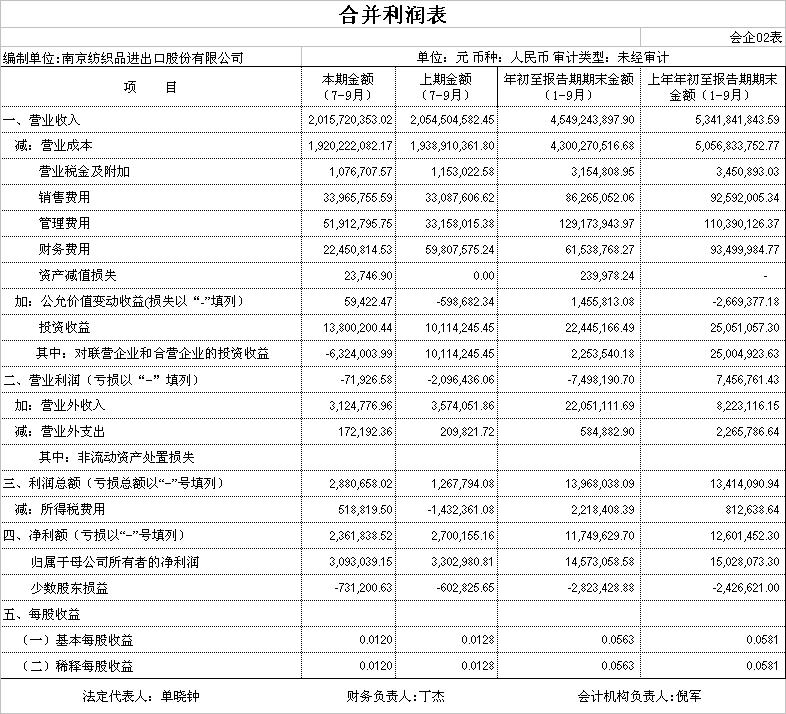 合并利润表
会企02表
编制单位:南京纺织品进出口股份有限公司 单位：元 币种：人民币 审计类型：未经审计
项 目 本期金额（7-9月） 上期金额（7-9月） 年初至报告期期末金额（1-9月） 上年年初至报告期期末金额（1-9月）
一、营业收入 2,015,720,353.02 2,054,504,582.45 4,549,243,897.90 5,341,841,843.59
减：营业成本 1,920,222,082.17 1,938,910,361.80 4,300,270,516.68 5,056,833,752.77
营业税金及附加 1,076,707.57 1,153,022.58 3,154,808.95 3,450,893.03
销售费用 33,965,755.59 33,087,606.62 86,265,052.06 92,592,005.34
管理费用 51,912,795.75 33,158,015.38 129,173,943.97 110,390,126.37
财务费用 22,450,814.53 59,807,575.24 61,538,768.27 93,499,984.77
资产减值损失 23,746.90 0.00 239,978.24 -
加：公允价值变动收益(损失以“-”填列） 59,422.47 -598,682.34 1,455,813.08 -2,669,377.18
投资收益 13,800,200.44 10,114,245.45 22,445,166.49 25,051,057.30
其中：对联营企业和合营企业的投资收益 -6,324,003.99 10,114,245.45 2,253,540.18 25,004,923.63
二、营业利润（亏损以“-”填列） -71,926.58 -2,096,436.06 -7,498,190.70 7,456,761.43
加：营业外收入 3,124,776.96 3,574,051.86 22,051,111.69 8,223,116.15
减：营业外支出 172,192.36 209,821.72 584,882.90 2,265,786.64
其中：非流动资产处置损失
三、利润总额（亏损总额以“-”号填列） 2,880,658.02 1,267,794.08 13,968,038.09 13,414,090.94
减：所得税费用 518,819.50 -1,432,361.08 2,218,408.39 812,638.64
四、净利额（亏损以“-”号填列） 2,361,838.52 2,700,155.16 11,749,629.70 12,601,452.30
归属于母公司所有者的净利润 3,093,039.15 3,302,980.81 14,573,058.58 15,028,073.30
少数股东损益 -731,200.63 -602,825.65 -2,823,428.88 -2,426,621.00
五、每股收益
（一）基本每股收益 0.0120 0.0128 0.0563 0.0581
（二）稀释每股收益 0.0120 0.0128 0.0563 0.0581
法定代表人：单晓钟 财务负责人:丁杰 会计机构负责人:倪军